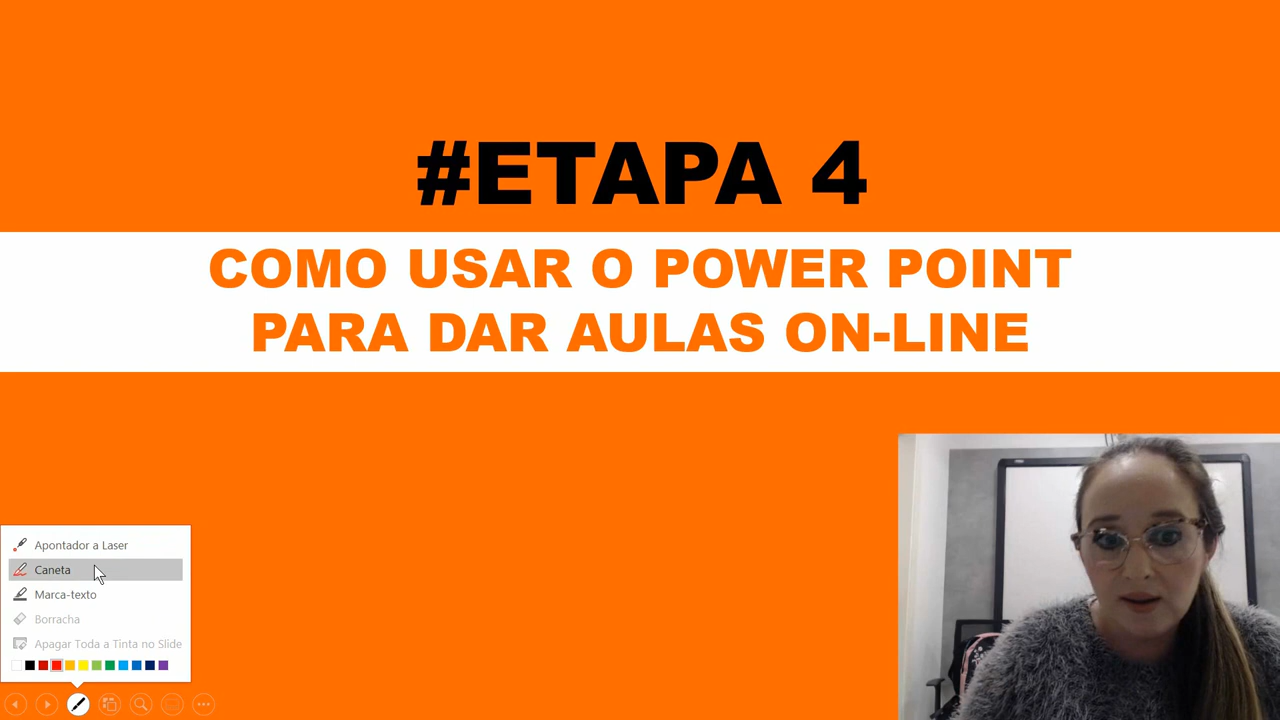 #ETAPA 4
COMO USAR O POWER POINT
PARA DAR AULAS ON-LINE
Apontador a Laser
Caneta
Marca-texto
Borracha
Apagar Toda a Tinta no Slide